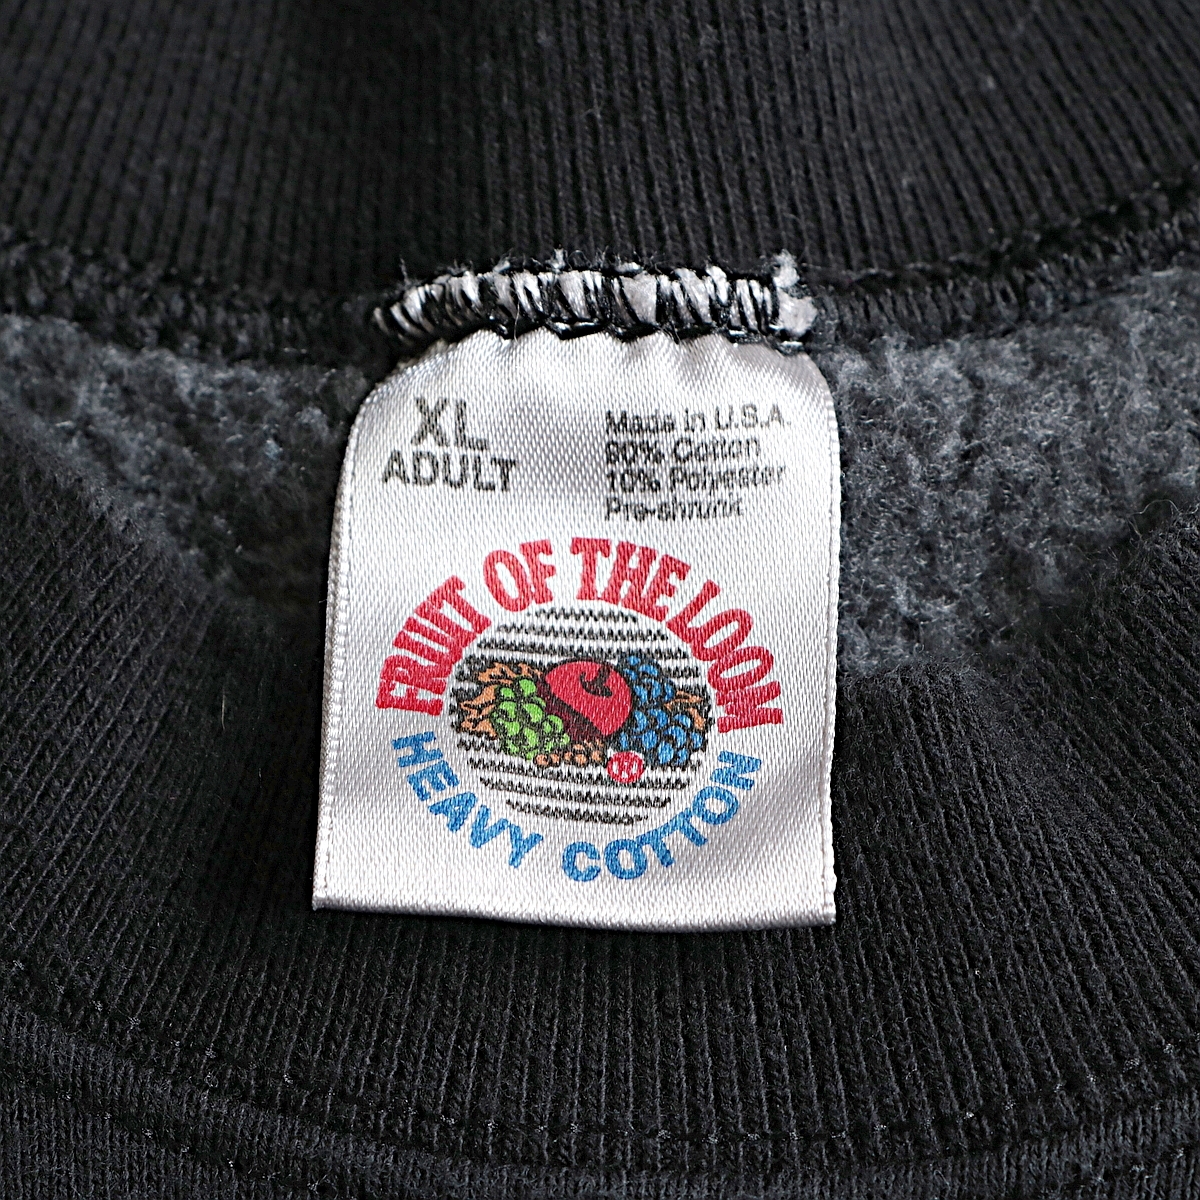 XL
ADULT
Made in U.S.A
90% Cotton
10% Polyester
Pre-shrunk
FRUIT OF THE LOOM
HEAVY COTTON